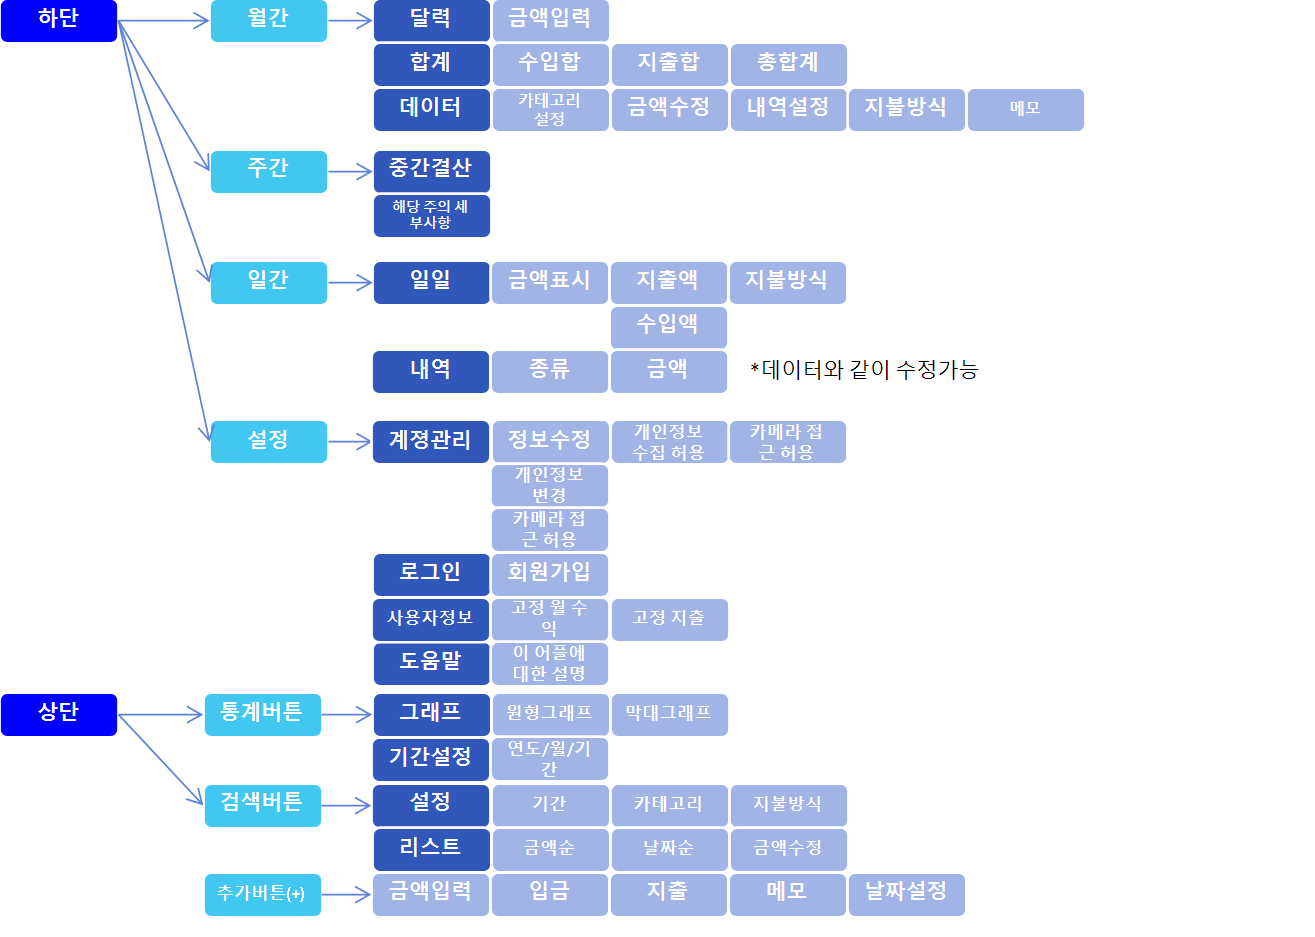 하단
월간
달력
금액입력
합계
수입합
지출합
총합계
데이터
카테고리
설정
금액수정
내역설정
지불방식
메모
주간
중간결산
해당 주의 세
부사항
일간
일일
금액표시
지출액
지불방식
수입액
내역
종류
금액
*데이터와 같이 수정가능
설정
계졍관리
정보수정
개인정보
수집 허용
카메라 접
근 허용
개인정보
변경
카메라 접
근 허용
로그인
회원가입
사용자정보
고정 월 수
익
고정 지출
도움말
이 어플에
대한 설명
상단
통계버튼
그래프
원형그래프
막대그래프
기간설정
연도/월/기
간
검색버튼
설정
기간
카테고리
지불방식
리스트
금액순
날짜순
금액수정
추가버튼(+)
금액입력
입금
지출
메모
날짜설정